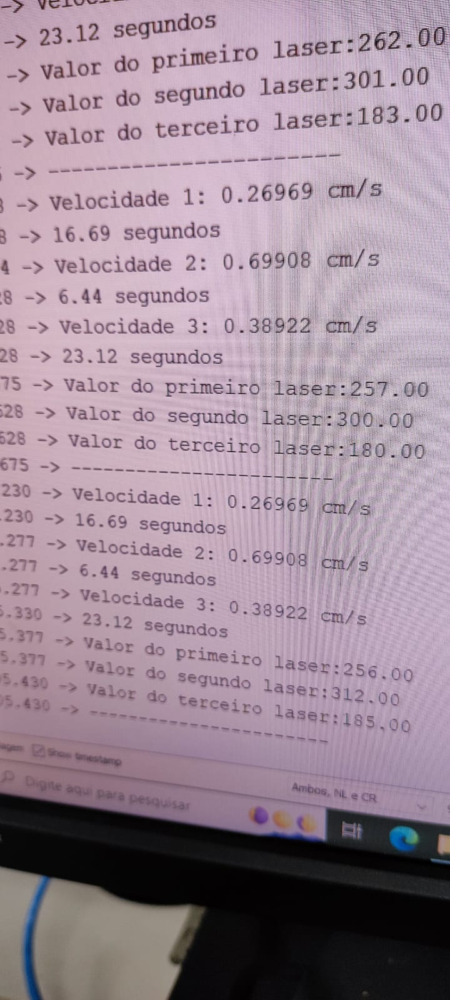 -> Veloc
-> 23.12 segundos
-> Valor do primeiro laser:262.00
-> Valor do segundo laser:301.00
-> Valor do terceiro laser:183.00
-> ----------------------
-> Velocidade 1: 0.26969 cm/s
8 -> 16.69 segundos
4 -> Velocidade 2: 0.69908 cm/s
28 -> 6.44 segundos
28 -> Velocidade 3: 0.38922 cm/s
28 -> 23.12 segundos
75 -> Valor do primeiro laser:257.00
628 -> Valor do segundo laser:300.00
628 -> Valor do terceiro laser:180.00
675 -> ----------------------
230 -> Velocidade 1: 0.26969 cm/s
.230 -> 16.69 segundos
.277 -> Velocidade 2: 0.69908 cm/s
.277 -> 6.44 segundos
.277 -> Velocidade 3: 0.38922 cm/s
5.330 -> 23.12 segundos
5.377 -> Valor do primeiro laser:256.00
5.377 -> Valor do segundo laser:312.00
05.430 -> Valor do terceiro laser:185.00
05.430 -> ----------------------
Show timestamp
Ambos, NL e CR
Digite aqui para pesquisar